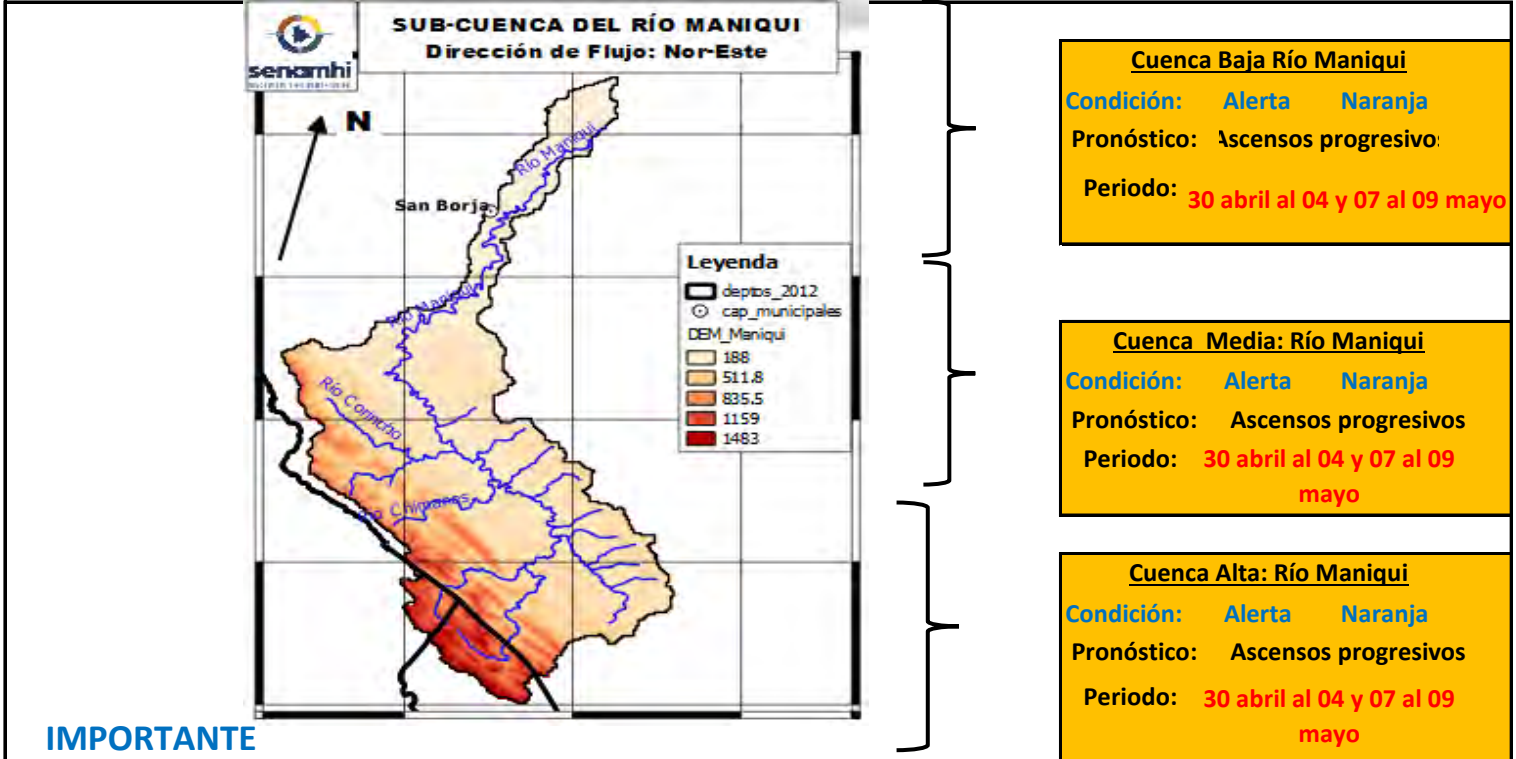 SUB-CUENCA DEL RÍO MANIQUI
Dirección de Flujo: Nor-Este
senamhi
N
Río Maniqui
San Borja
Río Maniqui
Río Chimanes
Leyenda
deptos_2012
cap_municipales
DEM_Maniqui
188
511.8
835.5
1159
1483
Cuenca Baja Río Maniqui
Condición: Alerta Naranja
Pronóstico: Ascensos progresivos
Periodo: 30 abril al 04 y 07 al 09 mayo
Cuenca Media: Río Maniqui
Condición: Alerta Naranja
Pronóstico: Ascensos progresivos
Periodo: 30 abril al 04 y 07 al 09
mayo
Cuenca Alta: Río Maniqui
Condición: Alerta Naranja
Pronóstico: Ascensos progresivos
Periodo: 30 abril al 04 y 07 al 09
mayo
IMPORTANTE